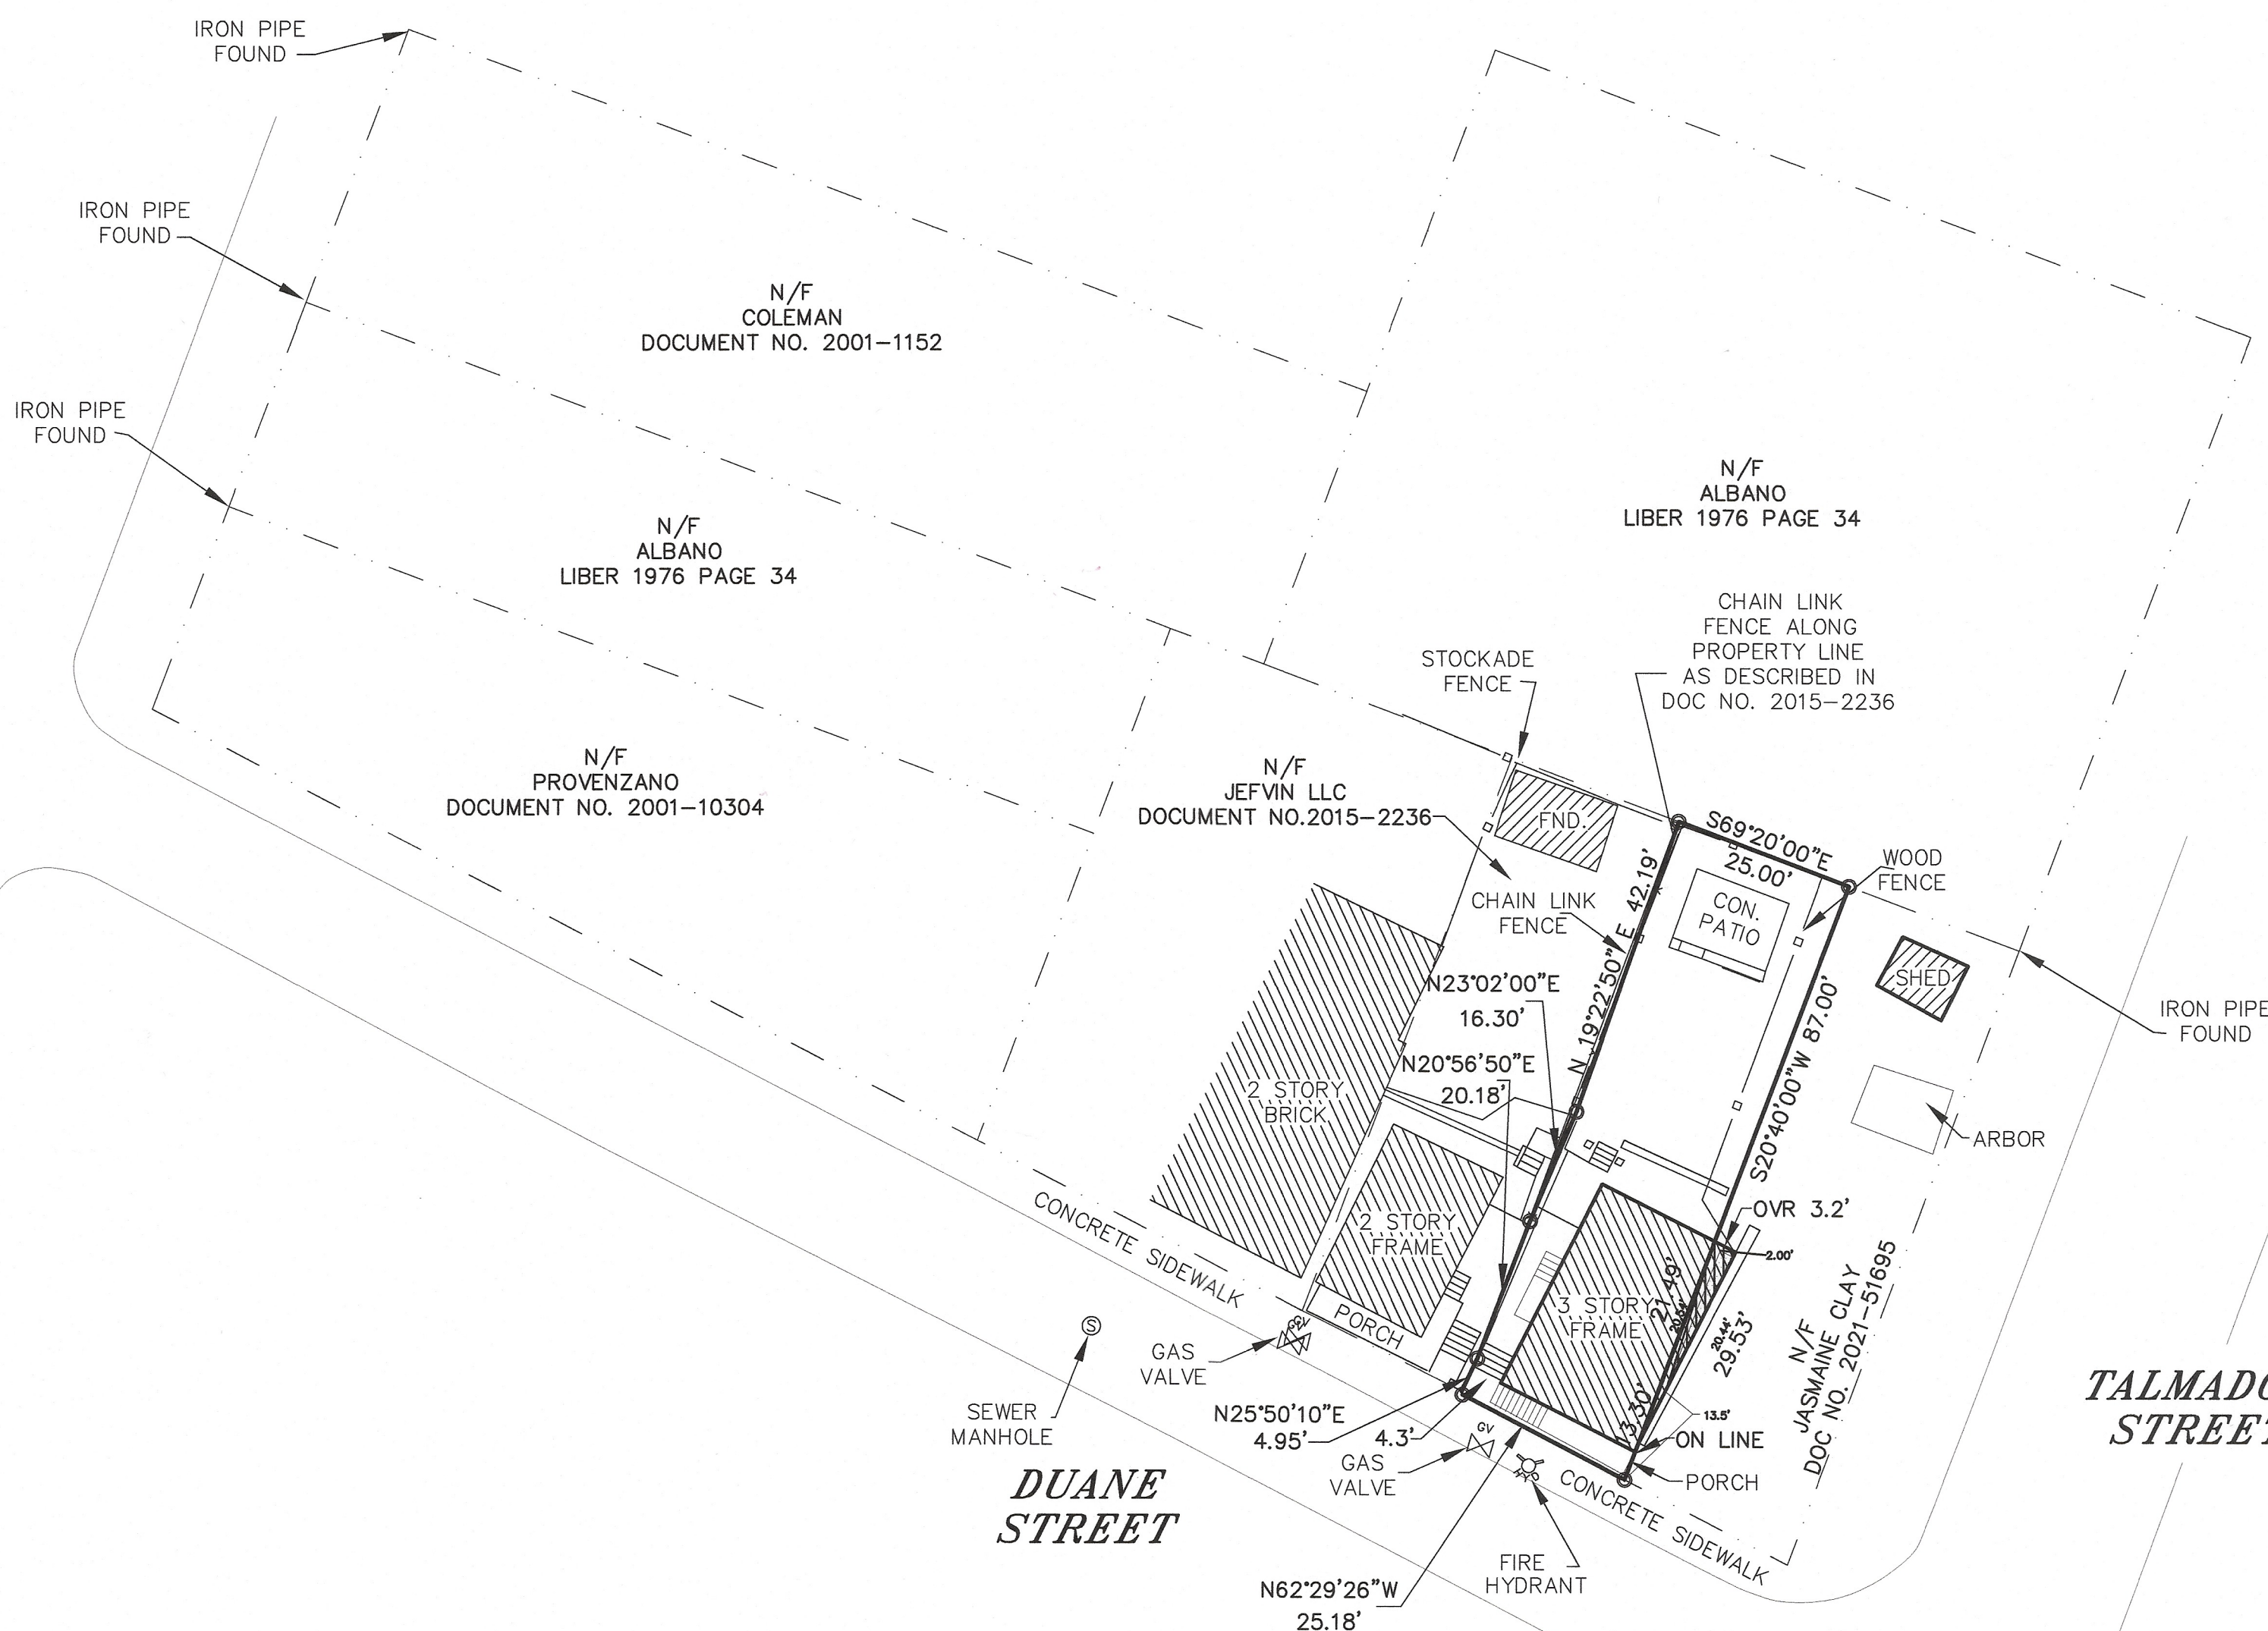 IRON PIPE
FOUND
IRON PIPE
FOUND
IRON PIPE
FOUND
N/F
COLEMAN
DOCUMENT NO. 2001-1152
N/F
ALBANO
LIBER 1976 PAGE 34
N/F
ALBANO
LIBER 1976 PAGE 34
CHAIN LINK
FENCE ALONG
PROPERTY LINE
AS DESCRIBED IN
DOC NO. 2015-2236
STOCKADE
FENCE
N/F
PROVENZANO
DOCUMENT NO. 2001-10304
N/F
JEFVIN LLC
DOCUMENT NO.2015-2236
FND.
S69°20'00"E
25.00'
WOOD
FENCE
CON.
PATIO
CHAIN LINK
FENCE
N 19°22'50" E 42.19'
SHED
IRON PIPE
FOUND
N23°02'00"E
16.30'
N20°56'50"E
20.18'
S20°40'00"W 87.00'
2 STORY
BRICK
ARBOR
CONCRETE SIDEWALK
2 STORY
FRAME
OVR 3.2'
2.00'
3 STORY
FRAME
21.49'
20.44'
29.53'
PORCH
GAS
VALVE
N/F
JASMAINE CLAY
DOC NO. 2021-51695
TALMADO
STREET
SEWER
MANHOLE
S
N25°50'10"E
4.95'
4.3'
13.30'
13.5'
ON LINE
GV
GAS
VALVE
PORCH
HYD
CONCRETE SIDEWALK
DUANE
STREET
FIRE
HYDRANT
N62°29'26"W
25.18'